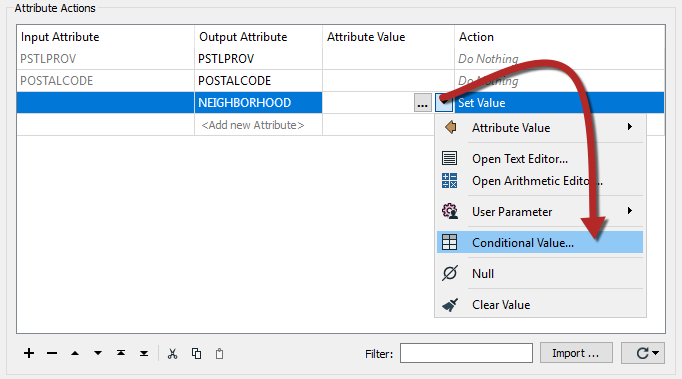 Attribute Actions
Input Attribute Output Attribute Attribute Value Action
PSTLPROV PSTLPROV Do Nothing
POSTALCODE POSTALCODE Do Nothing
NEIGHBORHOOD ... Set Value
<Add new Attribute>
Attribute Value
Open Text Editor...
Open Arithmetic Editor...
User Parameter
Conditional Value...
Null
Clear Value
Filter: Import ...